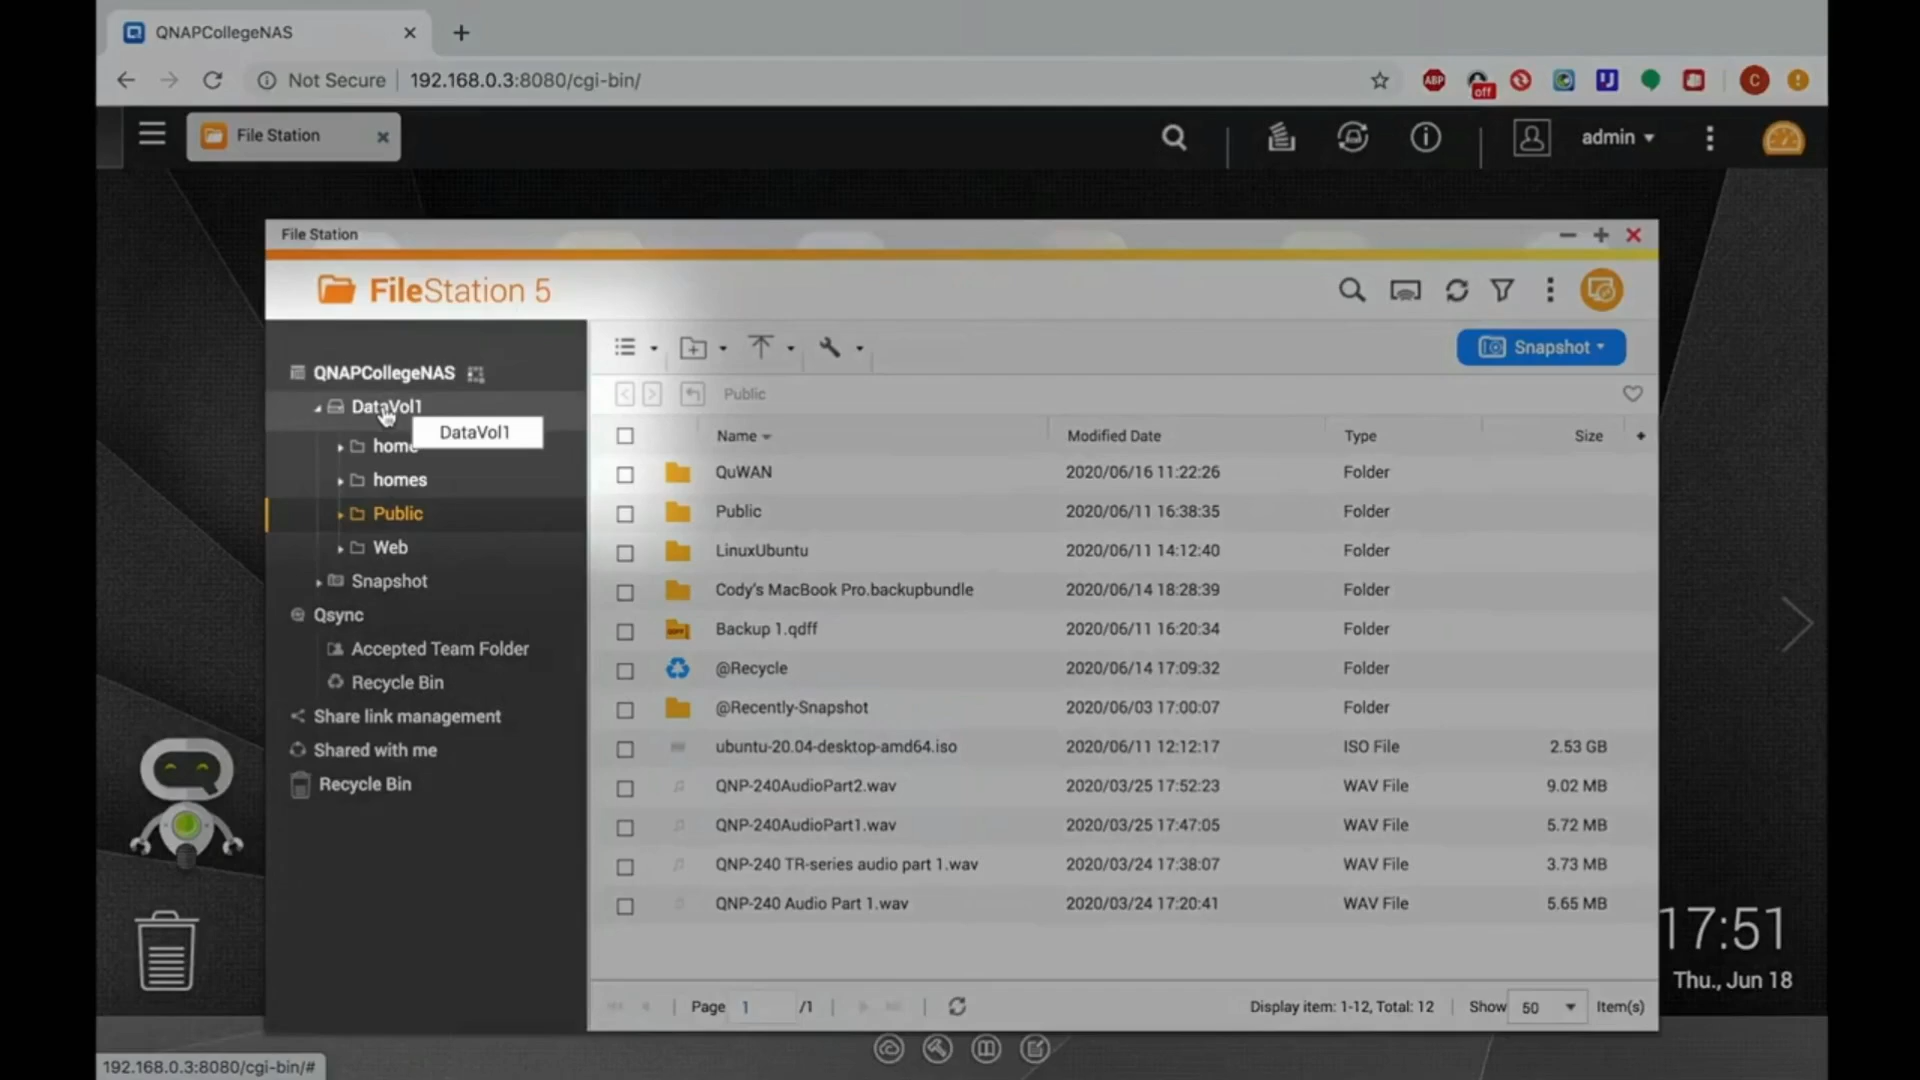 QNAPCollegeNAS
Not Secure
192.168.0.3:8080/cgi-bin/
ABP
off
C
File Station
admin
File Station
FileStation 5
QNAPCollegeNAS
DataVol1
DataVol1
home
homes
Public
Web
Snapshot
Qsync
Accepted Team Folder
Recycle Bin
Share link management
Shared with me
Recycle Bin
Snapshot
Public
Name Modified Date Type Size
QuWAN 2020/06/16 11:22:26 Folder
Public 2020/06/11 16:38:35 Folder
LinuxUbuntu 2020/06/11 14:12:40 Folder
Cody's MacBook Pro.backupbundle 2020/06/14 18:28:39 Folder
Backup 1.qdff 2020/06/11 16:20:34 Folder
@Recycle 2020/06/14 17:09:32 Folder
@Recently-Snapshot 2020/06/03 17:00:07 Folder
ubuntu-20.04-desktop-amd64.iso 2020/06/11 12:12:17 ISO File 2.53 GB
QNP-240AudioPart2.wav 2020/03/25 17:52:23 WAV File 9.02 MB
QNP-240AudioPart1.wav 2020/03/25 17:47:05 WAV File 5.72 MB
QNP-240 TR-series audio part 1.wav 2020/03/24 17:38:07 WAV File 3.73 MB
QNP-240 Audio Part 1.wav 2020/03/24 17:20:41 WAV File 5.65 MB
Page 1 /1 Display item: 1-12, Total: 12 Show 50 Item(s)
17:51
Thu., Jun 18
192.168.0.3:8080/cgi-bin/#